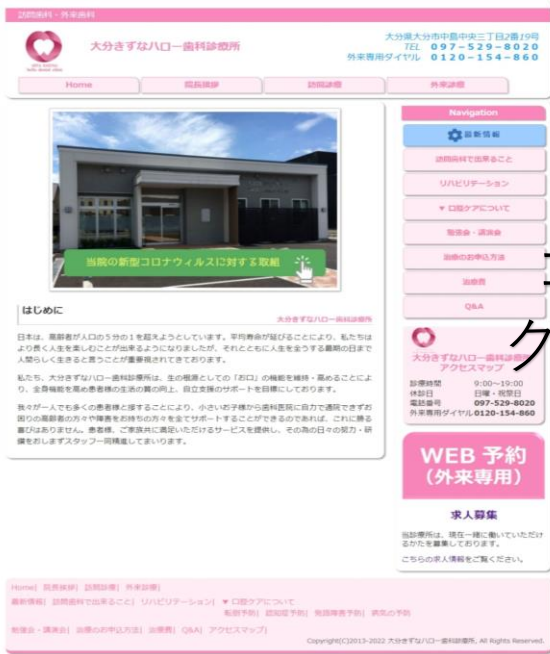 訪問歯科・外来歯科
大分きずなハロー歯科診療所
大分県大分市中島中央三丁目2番19号
TEL 097-529-8020
外来専用ダイヤル 0120-154-860
Home 院長挨拶 訪問診療 外来診療
当院の新型コロナウィルスに対する取組
はじめに
大分きずなハロー歯科診療所
日本は、高齢者が人口の5分の1を超えようとしています。平均寿命が延びることにより、私たちは
より長く人生を楽しむことが出来るようになりましたが、それとともに人生を全うする最期の日まで
人間らしく生きると言うことが重要視されてきております。
私たち、大分きずなハロー歯科診療所は、生の根源としての「お口」の機能を維持・高めることによ
り、全身機能を高め患者様の生活の質の向上、自立支援のサポートを目標にしております。
我々が一人でも多くの患者様と接することにより、小さいお子様から歯科医院に自力で通院できずお
困りの高齢者の方々や障害をお持ちの方々を全てサポートすることができるのであれば、これに勝る
喜びはありません。患者様、ご家族共に満足いただけるサービスを提供し、その為の日々の努力・研
鑽をおしまずスタッフ一同精進してまいります。
Navigation
最新情報
訪問歯科で出来ること
リハビリテーション
▼ 口腔ケアについて
勉強会・講演会
治療のお申込方法
治療費
Q&A
ク
大分きずなハロー歯科診療所
アクセスマップ
診療時間 9:00~19:00
休診日 日曜・祝祭日
電話番号 097-529-8020
外来専用ダイヤル 0120-154-860
WEB 予約
(外来専用)
求人募集
当診療所は、現在一緒に働いていただけ
るかたを募集しております。
こちらの求人情報をご覧ください。
Home| 院長挨拶| 訪問診療| 外来診療|
最新情報| 訪問歯科で出来ること| リハビリテーション| ▼ 口腔ケアについて
転倒予防| 認知症予防| 発語障害予防| 病気の予防
勉強会・講演会| 治療のお申込方法| 治療費| Q&A| アクセスマップ|
Copyright(C)2013-2022 大分きずなハロー歯科診療所, All Rights Reserved.